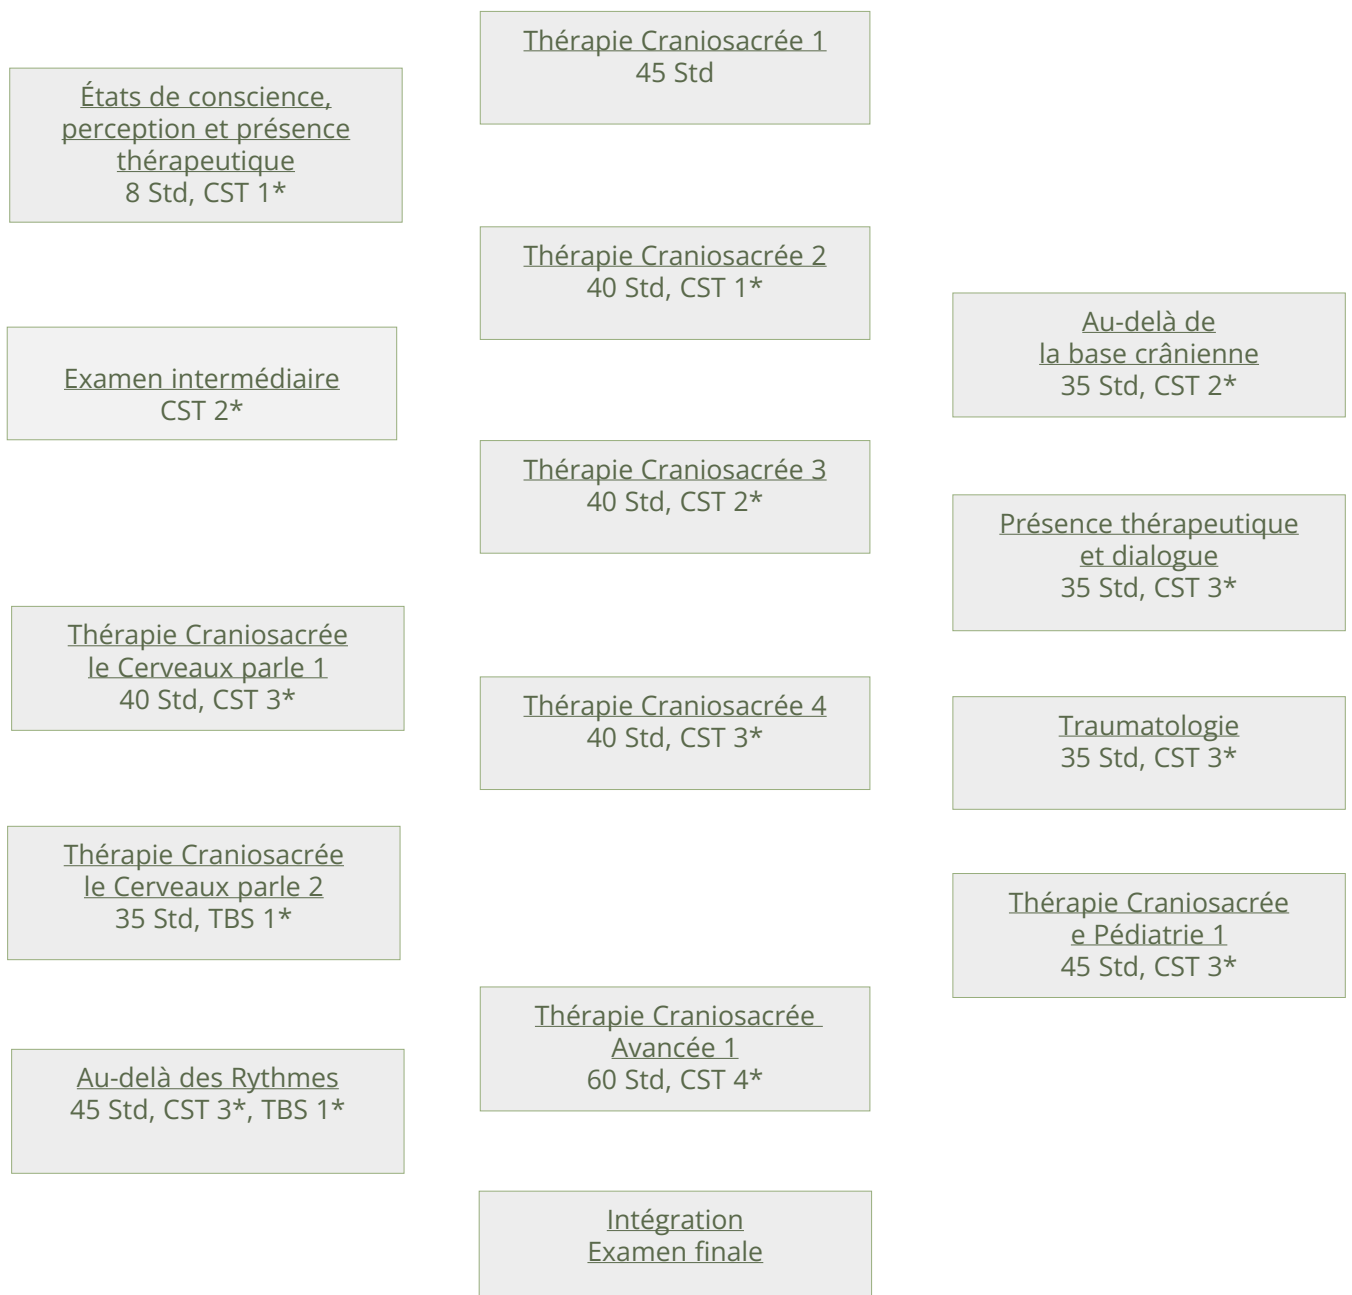 Thérapie Craniosacrée 1
45 Std
États de conscience,
perception et présence
thérapeutique
8 Std, CST 1*
Thérapie Craniosacrée 2
40 Std, CST 1*
Au-delà de
la base crânienne
35 Std, CST 2*
Examen intermédiaire
CST 2*
Thérapie Craniosacrée 3
40 Std, CST 2*
Présence thérapeutique
et dialogue
35 Std, CST 3*
Thérapie Craniosacrée
le Cerveaux parle 1
40 Std, CST 3*
Thérapie Craniosacrée 4
40 Std, CST 3*
Traumatologie
35 Std, CST 3*
Thérapie Craniosacrée
le Cerveaux parle 2
35 Std, TBS 1*
Thérapie Craniosacrée
e Pédiatrie 1
45 Std, CST 3*
Thérapie Craniosacrée
Avancée 1
60 Std, CST 4*
Au-delà des Rythmes
45 Std, CST 3*, TBS 1*
Intégration
Examen finale